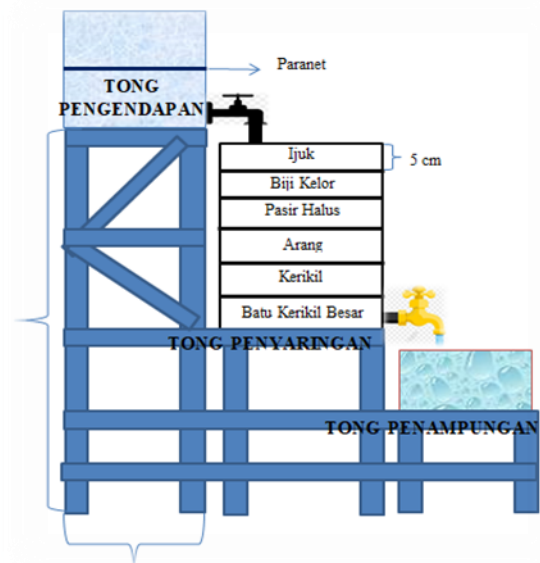 Paranet
TONG
PENGENDAPAN
Ijuk
5 cm
Biji Kelor
Pasir Halus
Arang
Kerikil
Batu Kerikil Besar
TONG PENYARINGAN
TONG PENAMPUNGAN